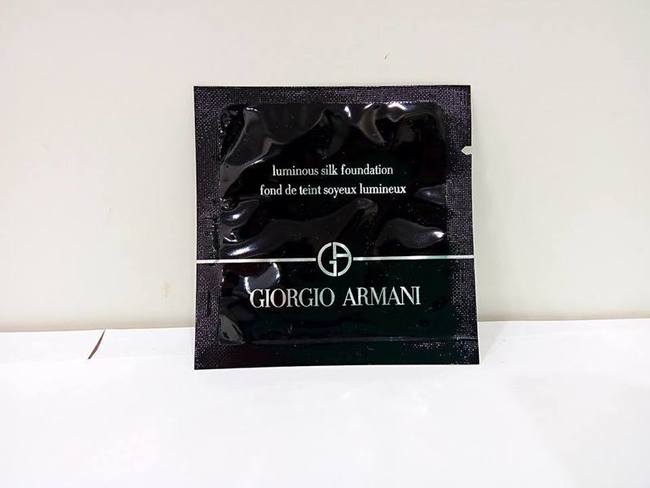 luminous silk foundation
fond de teint soyeux lumineux
GIORGIO ARMANI